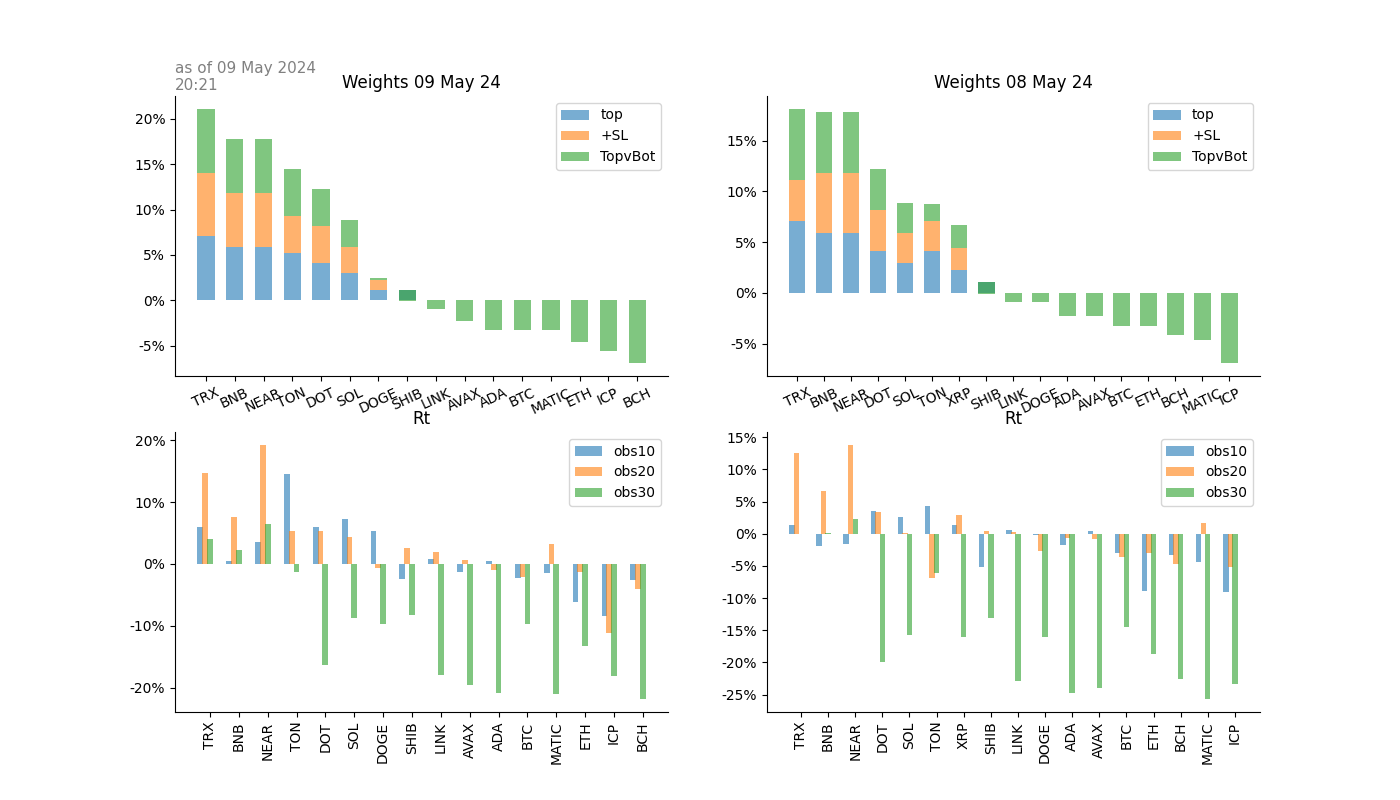 as of 09 May 2024
20:21
Weights 09 May 24
20%
15%
10%
5%
0%
-5%
top
+SL
TopvBot
TRX BNB NEAR TON DOT SOL DOGE SHIB LINK AVAX ADA BTC MATIC ETH ICP BCH
Weights 08 May 24
15%
10%
5%
0%
-5%
top
+SL
TopvBot
TRX BNB NEAR DOT SOL TON XRP SHIB LINK DOGE ADA AVAX BTC ETH BCH MATIC ICP
Rt
20%
10%
0%
-10%
-20%
obs10
obs20
obs30
TRX BNB NEAR TON DOT SOL DOGE SHIB LINK AVAX ADA BTC MATIC ETH ICP BCH
Rt
15%
10%
5%
0%
-5%
-10%
-15%
-20%
-25%
obs10
obs20
obs30
TRX BNB NEAR DOT SOL TON XRP SHIB LINK DOGE ADA AVAX BTC ETH BCH MATIC ICP